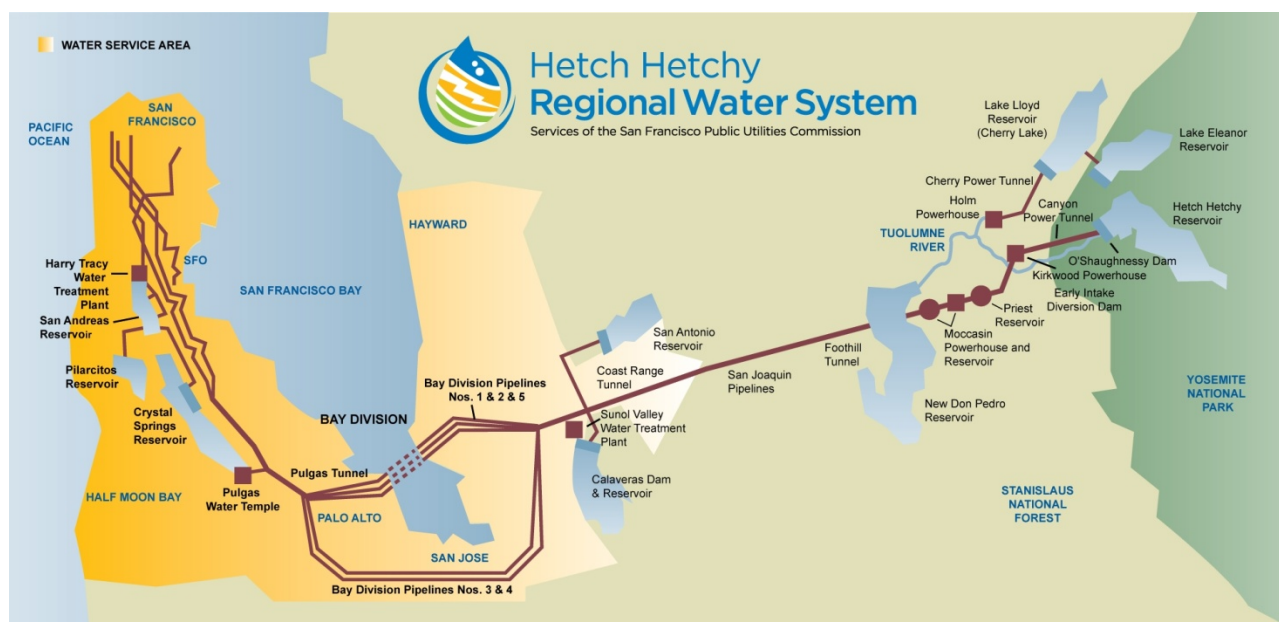 WATER SERVICE AREA
Hetch Hetchy
Regional Water System
Services of the San Francisco Public Utilities Commission
SAN
FRANCISCO
PACIFIC
OCEAN
Lake Lloyd
Reservoir
(Cherry Lake)
Lake Eleanor
Reservoir
Cherry Power Tunnel
Holm
Powerhouse
Canyon
Power Tunnel
Hetch Hetchy
Reservoir
HAYWARD
TUOLUMNE
RIVER
SFO
O'Shaughnessy Dam
Kirkwood Powerhouse
Harry Tracy
Water
Treatment
Plant
SAN FRANCISCO BAY
Early Intake
Diversion Dam
Priest
Reservoir
San Andreas
Reservoir
San Antonio
Reservoir
Moccasin
Powerhouse and
Reservoir
Foothill
Tunnel
Pilarcitos
Reservoir
Coast Range
Tunnel
San Joaquin
Pipelines
Bay Division Pipelines
Nos. 1 & 2 & 5
YOSEMITE
NATIONAL
PARK
New Don Pedro
Reservoir
Crystal
Springs
Reservoir
BAY DIVISION
Sunol Valley
Water Treatment
Plant
Pulgas Tunnel
Calaveras Dam
& Reservoir
HALF MOON BAY
Pulgas
Water Temple
STANISLAUS
NATIONAL
FOREST
PALO ALTO
SAN JOSE
Bay Division Pipelines Nos. 3 & 4